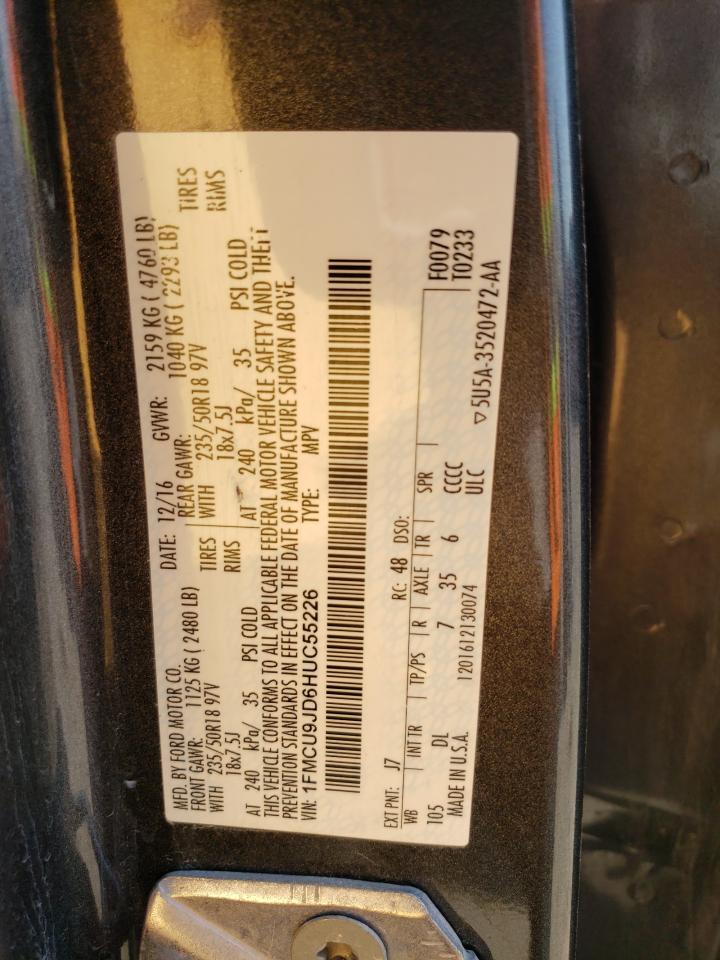 MFD. BY FORD MOTOR CO.
DATE: 12/16 GVWR: 2159 KG ( 4760 LB)
FRONT GAWR: 1125 KG ( 2480 LB)
REAR GAWR: 1040 KG ( 2293 LB)
WITH 235/50R18 97V TIRES
WITH 235/50R18 97V TIRES
18x7.5J RIMS
18x7.5J RIMS
AT 240 kPa/ 35 PSI COLD
AT 240 kPa/ 35 PSI COLD
THIS VEHICLE CONFORMS TO ALL APPLICABLE FEDERAL MOTOR VEHICLE SAFETY AND THEFT
PREVENTION STANDARDS IN EFFECT ON THE DATE OF MANUFACTURE SHOWN ABOVE.
VIN: 1FMCU9JD6HUC55226 TYPE: MPV
EXT PNT: J7 RC: 48 DSO: F0079
T0233
WB INT TR TP/PS R AXLE TR SPR
105 DL 7 35 6 CCCC
ULC
MADE IN U.S.A. 1201612130074
▽5U5A-3520472-AA